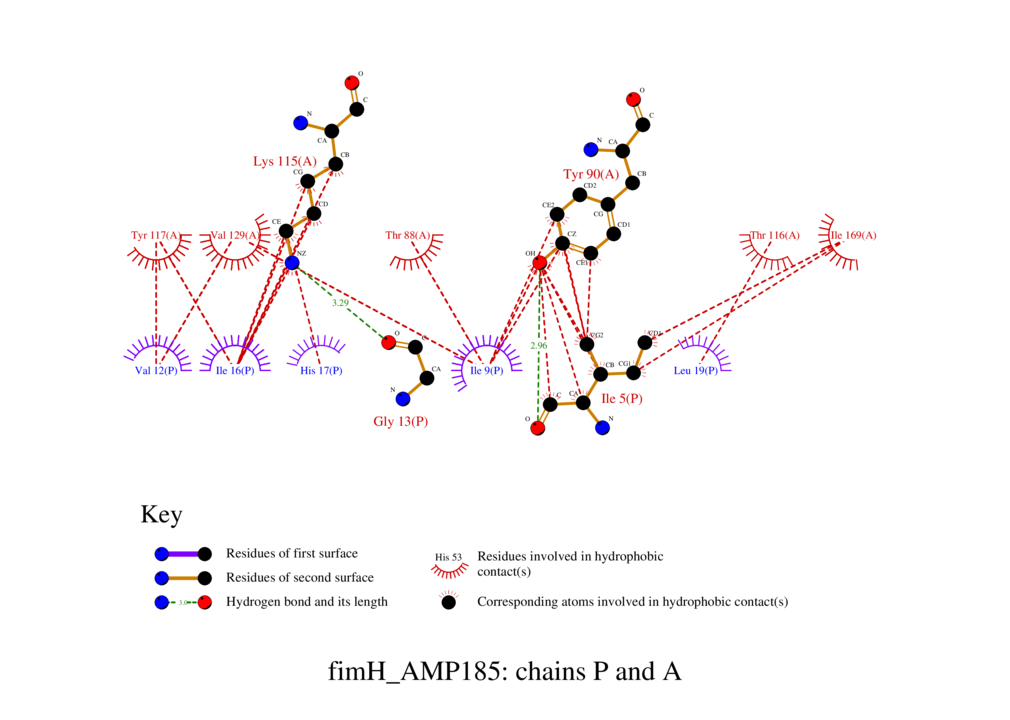 O
C
N
CA
CB
Lys 115(A)
CG
CD
CE
NZ
O
C
N
CA
CB
Tyr 90(A)
CD2
CE2
CG
CD1
CZ
CE1
OH
Tyr 117(A)
Val 129(A)
Thr 88(A)
Thr 116(A)
Ile 169(A)
3.29
2.96
O
C
CA
N
Gly 13(P)
Val 12(P)
Ile 16(P)
His 17(P)
Ile 9(P)
CG2
CD1
CB
CG1
Leu 19(P)
C
CA
Ile 5(P)
O
N
Key
Residues of first surface
Residues of second surface
Hydrogen bond and its length
His 53
Residues involved in hydrophobic
contact(s)
Corresponding atoms involved in hydrophobic contact(s)
fimH_AMP185: chains P and A